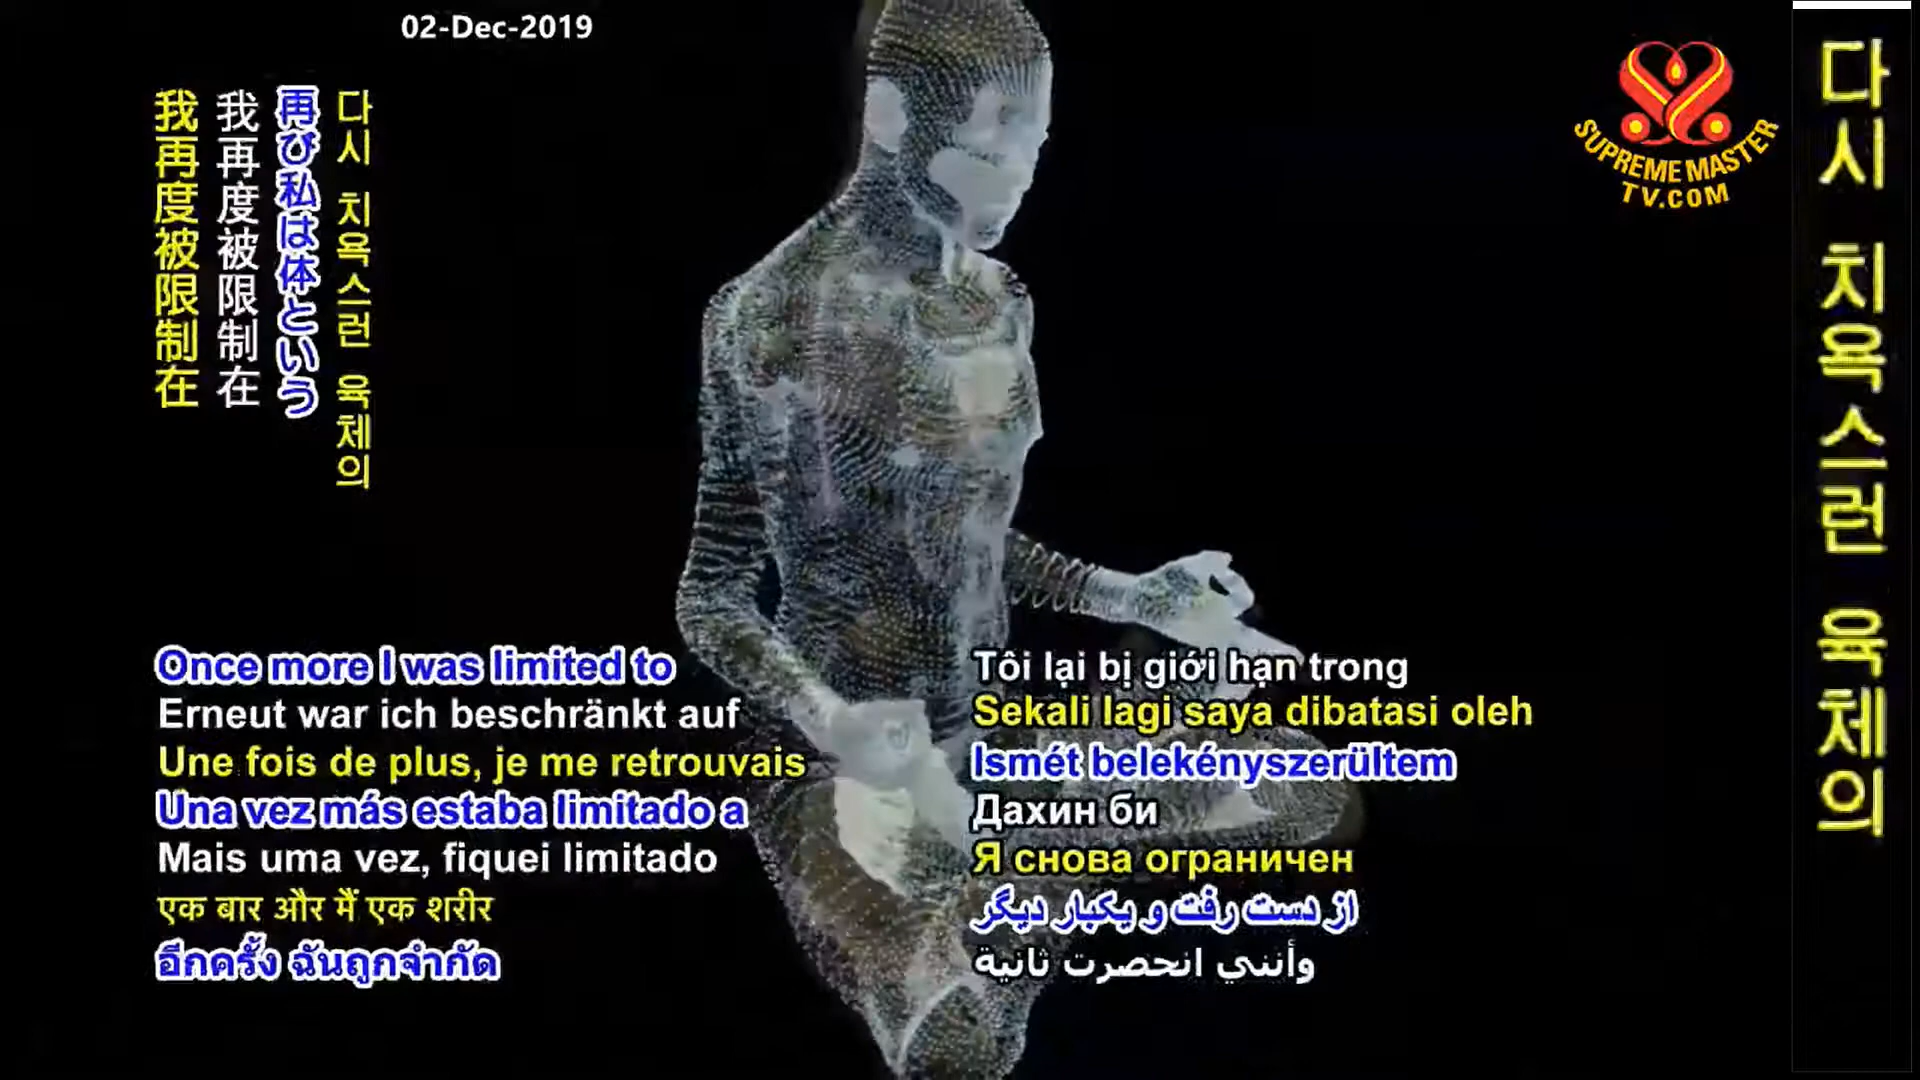 02-Dec-2019
SUPREME MASTER
TV.COM
다시 치욕스런 육체의
다시 치욕스런 육체의
再び私は体という
我再度被限制在
我再度被限制在
Once more I was limited to
Erneut war ich beschränkt auf
Une fois de plus, je me retrouvais
Una vez más estaba limitado a
Mais uma vez, fiquei limitado
एक बार और मैं एक शरीर
อีกครั้ง ฉันถูกจำกัด
Tôi lại bị giới hạn trong
Sekali lagi saya dibatasi oleh
Ismét belekényszerültem
Дахин би
Я снова ограничен
از دست رفت و یکبار دیگر
وأنني انحصرت ثانية